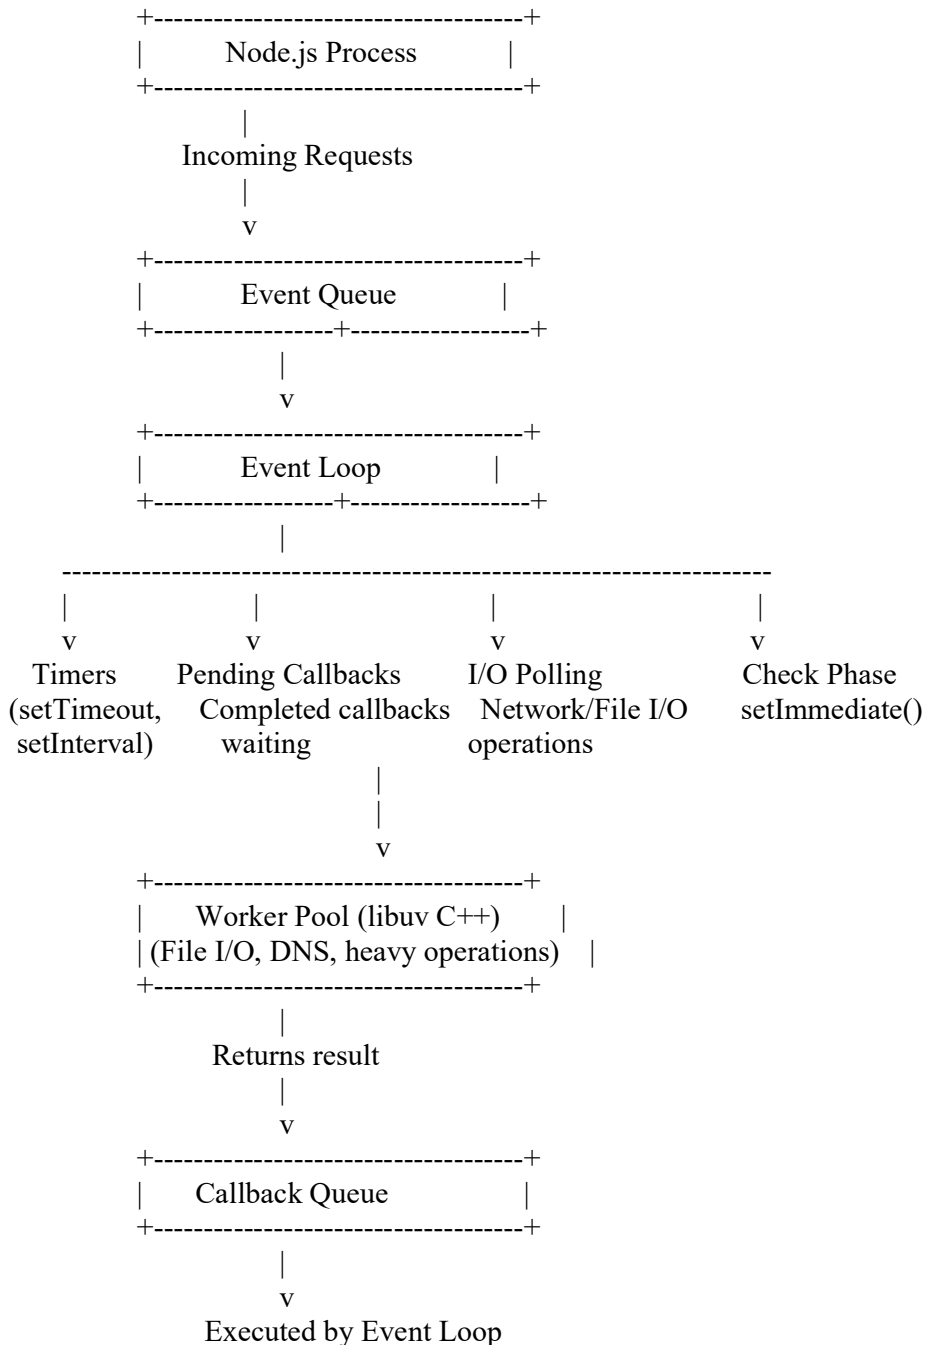 +-------------------------------------+
| Node.js Process |
+-------------------------------------+
|
Incoming Requests
|
v
+-------------------------------------+
| Event Queue |
+------------------+------------------+
|
v
+-------------------------------------+
| Event Loop |
+------------------+------------------+
|
------------------------------------------------------------------------
| | | |
v v v v
Timers Pending Callbacks I/O Polling Check Phase
(setTimeout, Completed callbacks Network/File I/O setImmediate()
setInterval) waiting operations
|
|
v
+-------------------------------------+
| Worker Pool (libuv C++) |
| (File I/O, DNS, heavy operations) |
+-------------------------------------+
|
Returns result
|
v
+-------------------------------------+
| Callback Queue |
+-------------------------------------+
|
v
Executed by Event Loop